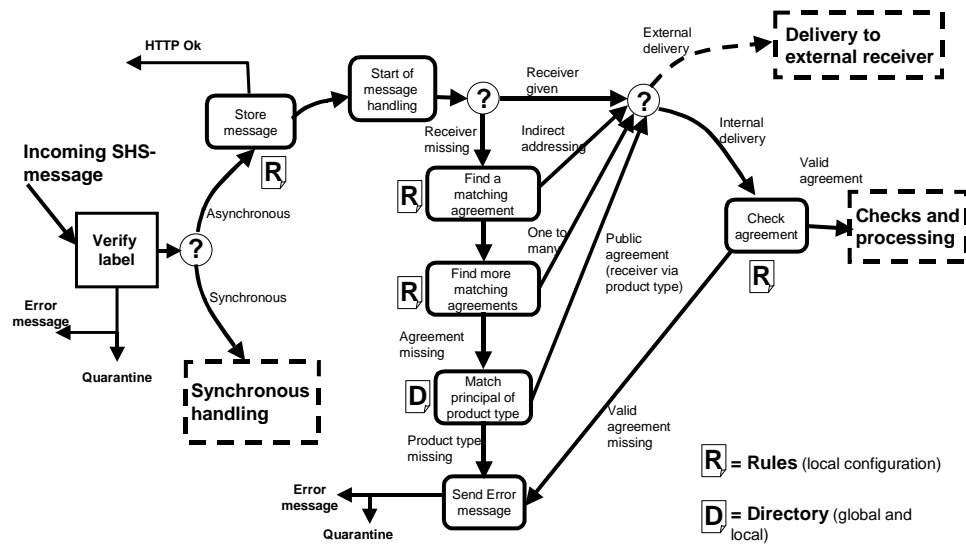 HTTP Ok
Start of
message
handling
?
Receiver
given
External
delivery
?
Delivery to
external receiver
Store
message
R
Receiver
missing
Indirect
addressing
Internal
delivery
Incoming SHS-
message
Asynchronous
R
Find a
matching
agreement
Valid
agreement
Verify
label
?
One to
many
Public
agreement
(receiver via
product type)
Check
agreement
R
Checks and
processing
Synchronous
R
Find more
matching
agreements
Error
message
Quarantine
Agreement
missing
Synchronous
handling
D
Match
principal of
product type
Product type
missing
Valid
agreement
missing
Error
message
Quarantine
Send Error
message
R = Rules (local configuration)
D = Directory (global and
local)